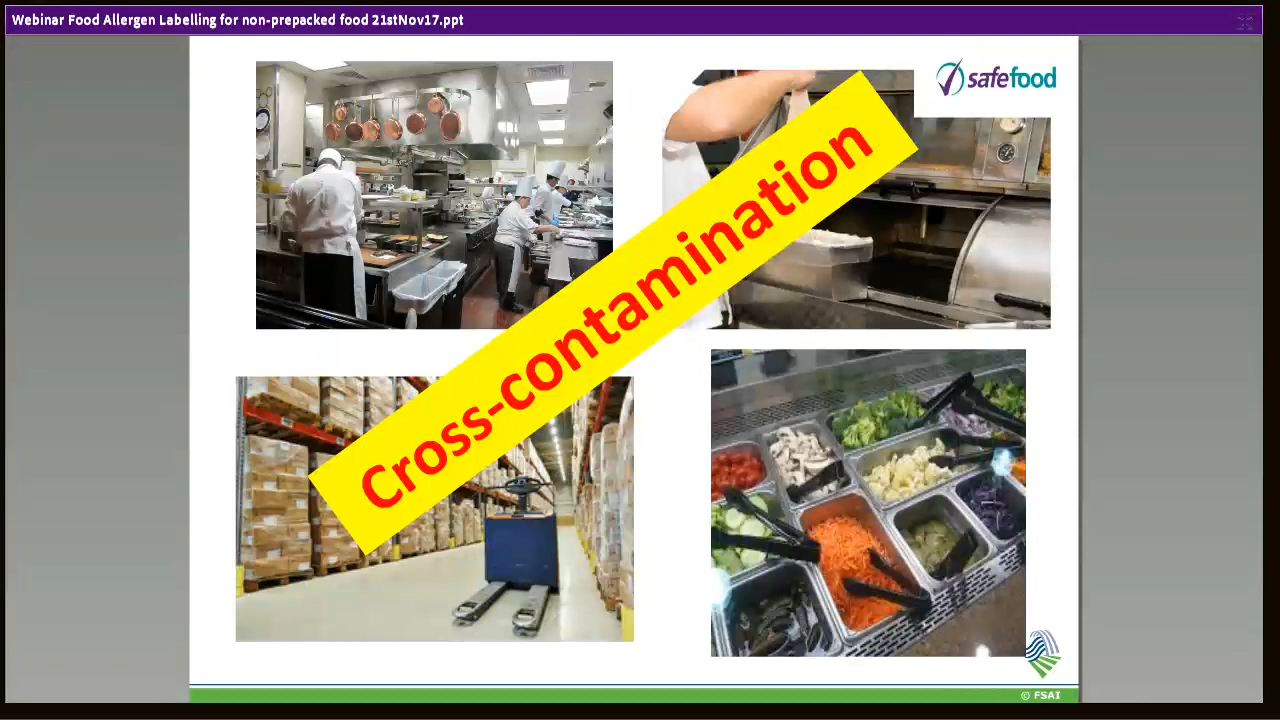 Webinar Food Allergen Labelling for non-prepacked food 21stNov17.ppt
safefood
Cross-contamination
© FSAI